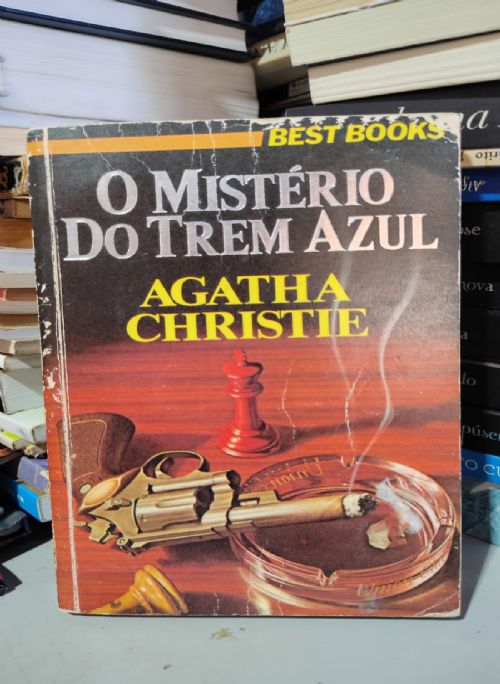 BEST BOOKS
O MISTÉRIO
DO TREM AZUL
AGATHA
CHRISTIE